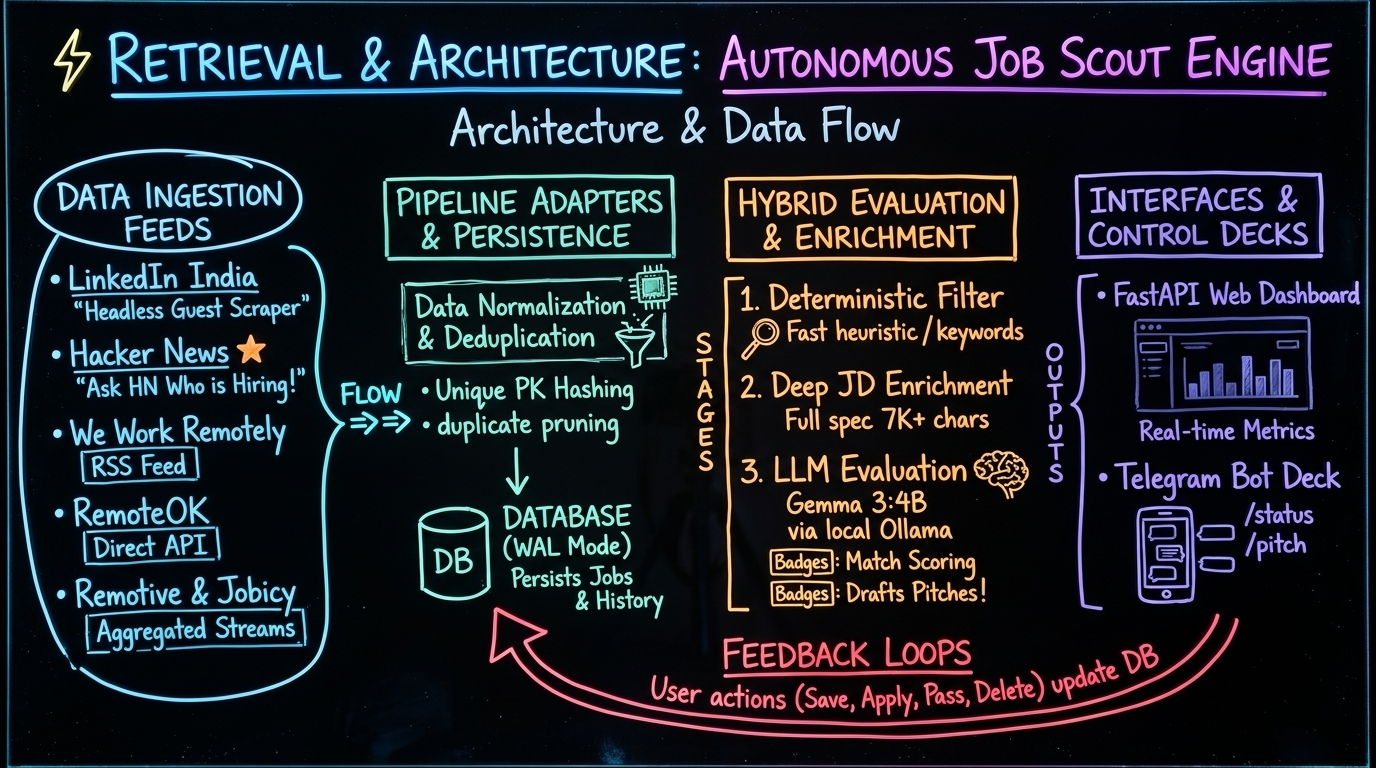 RETRIEVAL & ARCHITECTURE: AUTONOMOUS JOB SCOUT ENGINE
Architecture & Data Flow
DATA INGESTION
FEEDS
• LinkedIn India
"Headless Guest Scraper"
• Hacker News
"Ask HN Who is Hiring!"
• We Work Remotely
RSS Feed
• RemoteOK
Direct API
• Remotive & Jobicy
Aggregated Streams
FLOW
PIPELINE ADAPTERS
& PERSISTENCE
Data Normalization
& Deduplication
• Unique PK Hashing
• duplicate pruning
DB
DATABASE
(WAL Mode)
Persists Jobs
& History
STAGES
HYBRID EVALUATION
& ENRICHMENT
1. Deterministic Filter
Fast heuristic/keywords
2. Deep JD Enrichment
Full spec 7K+ chars
3. LLM Evaluation
Gemma 3:4B
via local Ollama
Badges: Match Scoring
Badges: Drafts Pitches!
OUTPUTS
INTERFACES &
CONTROL DECKS
• FastAPI Web Dashboard
Real-time Metrics
• Telegram Bot Deck
/status
/pitch
FEEDBACK LOOPS
User actions (Save, Apply, Pass, Delete) update DB